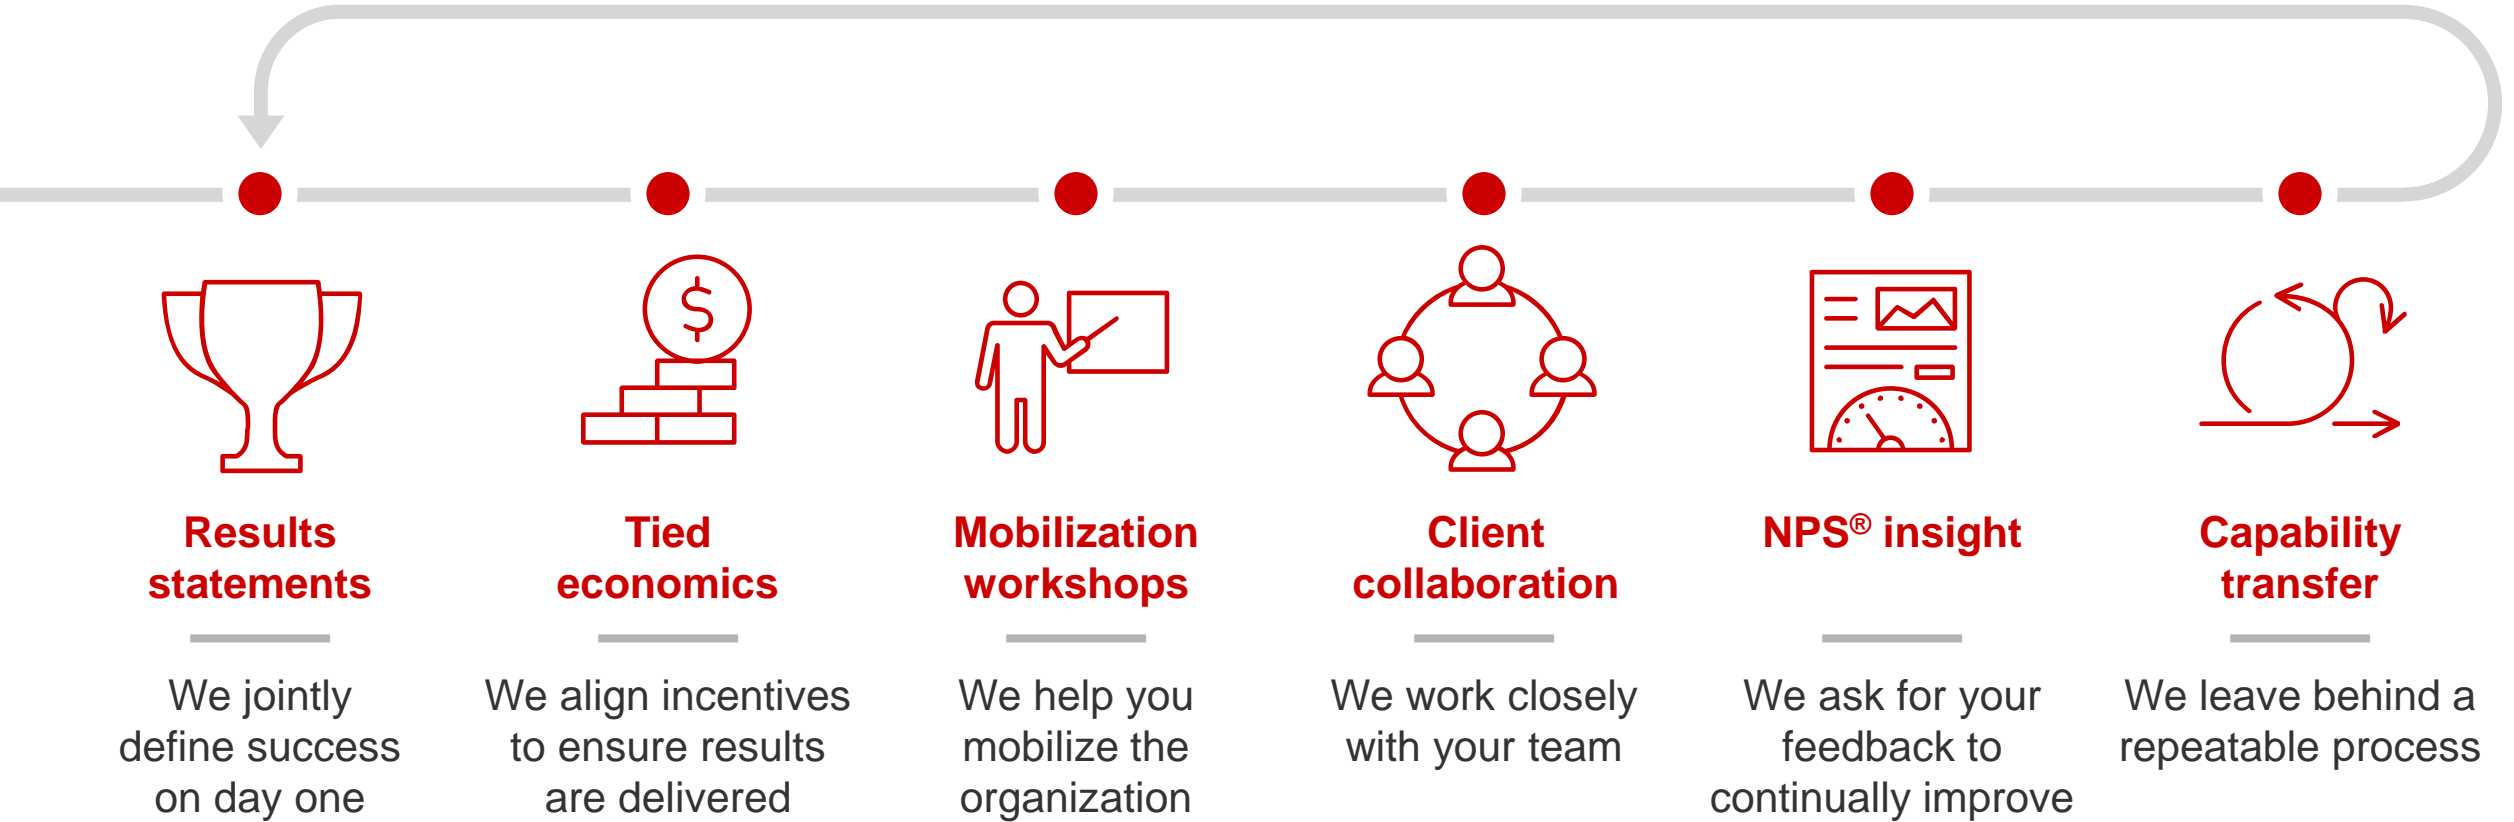 Results
statements
We jointly
define success
on day one
Tied
economics
We align incentives
to ensure results
are delivered
Mobilization
workshops
We help you
mobilize the
organization
Client
collaboration
We work closely
with your team
NPS® insight
We ask for your
feedback to
continually improve
Capability
transfer
We leave behind a
repeatable process
$